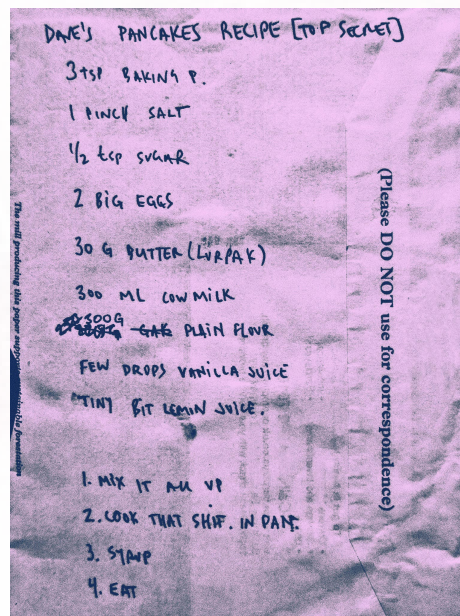 DAVE'S PANCAKES RECIPE [TOP SECRET]
3 tsp BAKING P.
1 PINCH SALT
1/2 tsp SUGAR
2 BIG EGGS
30 G BUTTER (LURPAK)
300 ML COW MILK
300G PLAIN FLOUR
FEW DROPS VANILLA JUICE
TINY BIT LEMON JUICE.
1. MIX IT ALL UP
2. COOK THAT SHIT. IN PAN.
3. SYRUP
4. EAT
(Please DO NOT use for correspondence)
The mill producing this paper supports sustainable forestation